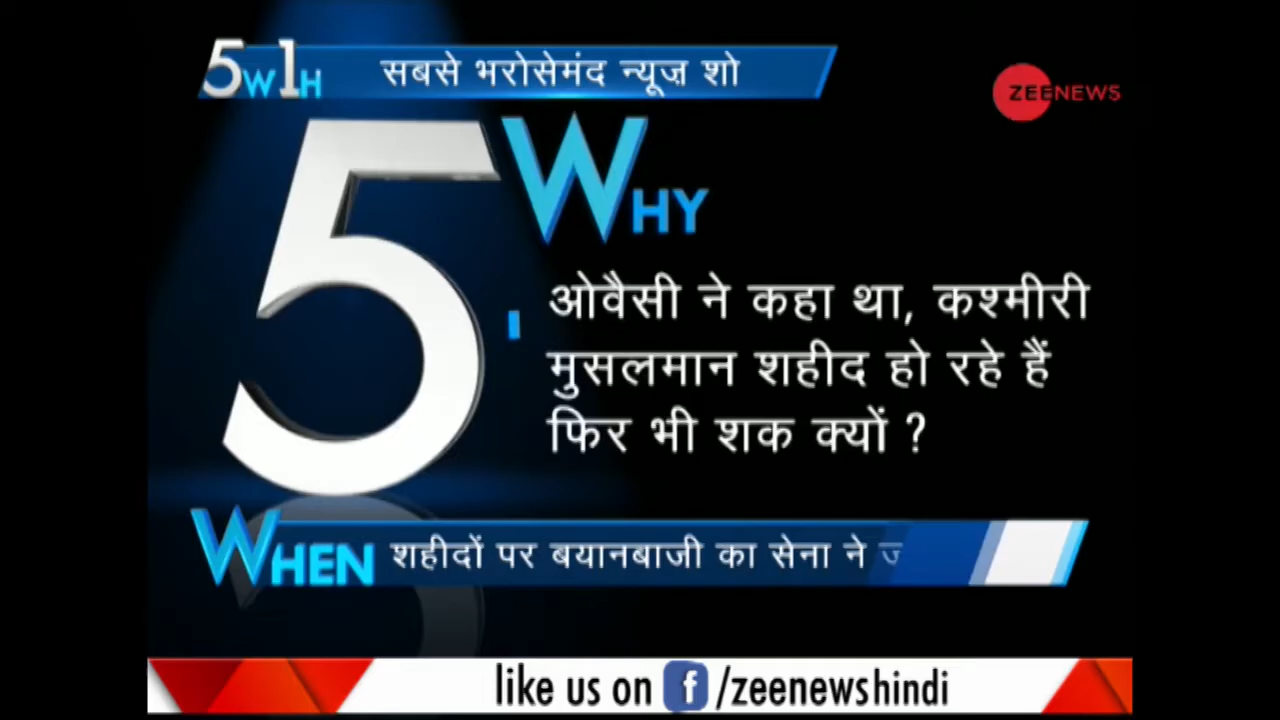 5W1H सबसे भरोसेमंद न्यूज़ शो
ZEENEWS
5 WHY
ओवैसी ने कहा था, कश्मीरी
मुसलमान शहीद हो रहे हैं
फिर भी शक क्यों ?
WHEN शहीदों पर बयानबाजी का सेना ने
like us on f /zeenewshindi